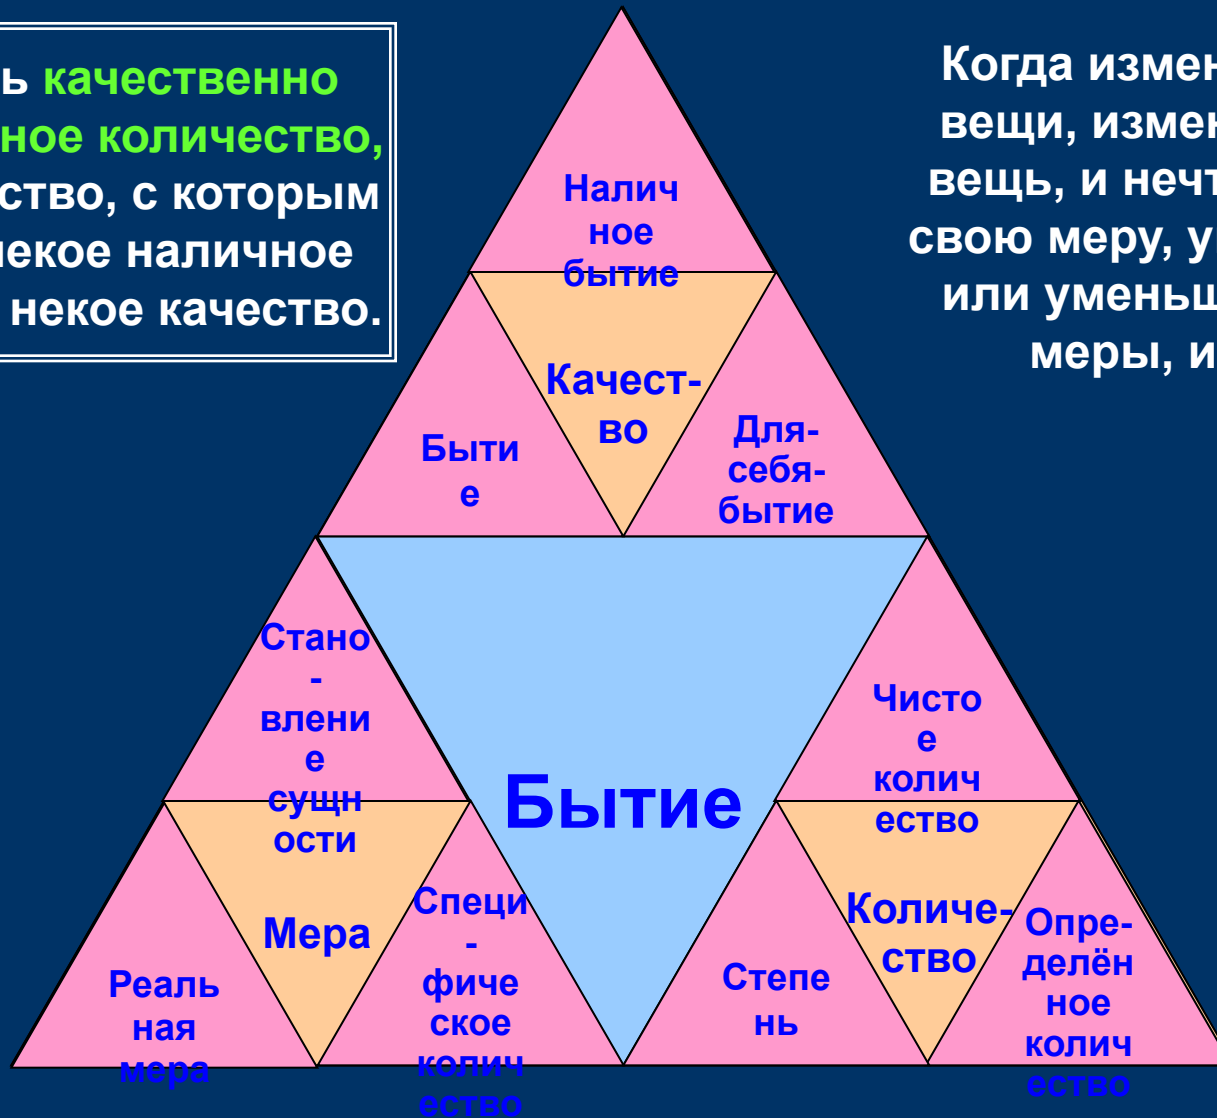 ь качественно
ное количество,
ство, с которым
некое наличное
некое качество.
Когда измен
вещи, измен
вещь, и нечт
свою меру, у
или уменьш
меры, и
Налич
ное
бытие
Качест-
во
Быти
е
Для-
себя-
бытие
Стано
-
влени
е
сущн
ости
Чисто
е
колич
ество
Бытие
Мера
Специ
-
фиче
ское
колич
ество
Количе-
ство
Реаль
ная
мера
Степе
нь
Опре-
делён
ное
колич
ество